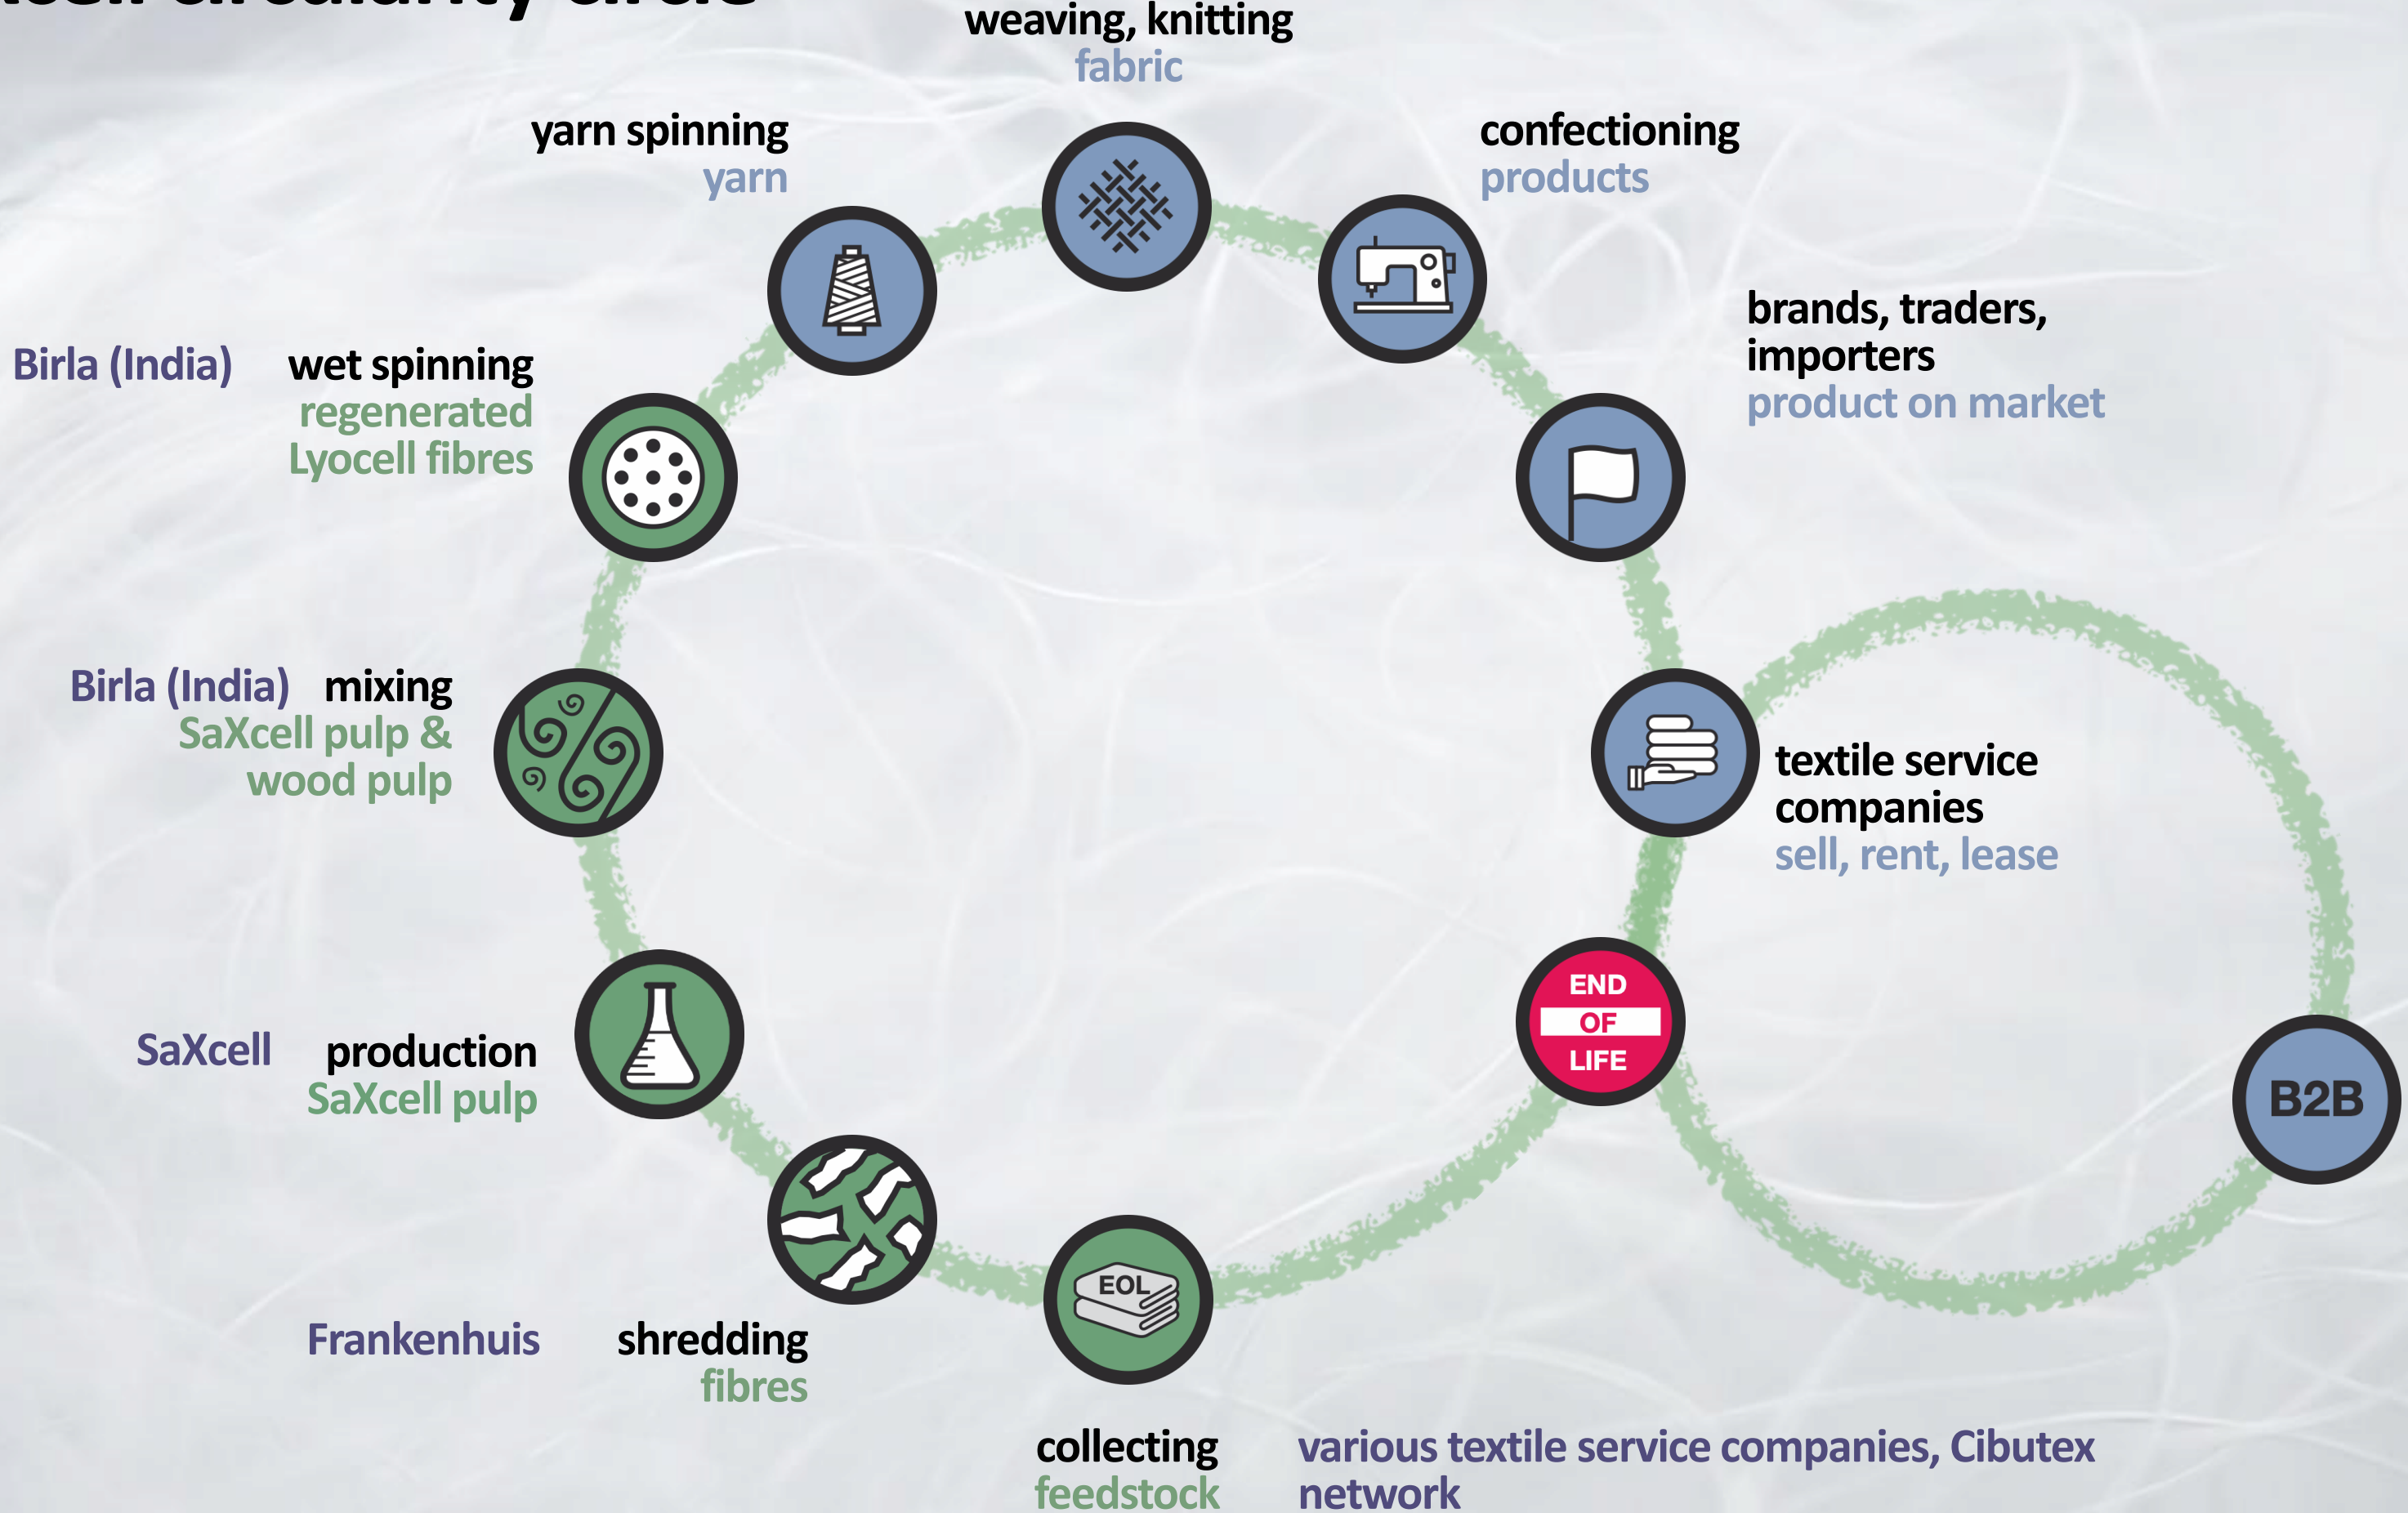 circularity circle
weaving, knitting
fabric
yarn spinning
yarn
confectioning
products
brands, traders,
importers
product on market
Birla (India) wet spinning
regenerated
Lyocell fibres
Birla (India) mixing
SaXcell pulp &
wood pulp
textile service
companies
sell, rent, lease
END
OF
LIFE
B2B
SaXcell production
SaXcell pulp
EOL
Frankenhuis shredding
fibres
collecting various textile service companies, Cibutex
feedstock network